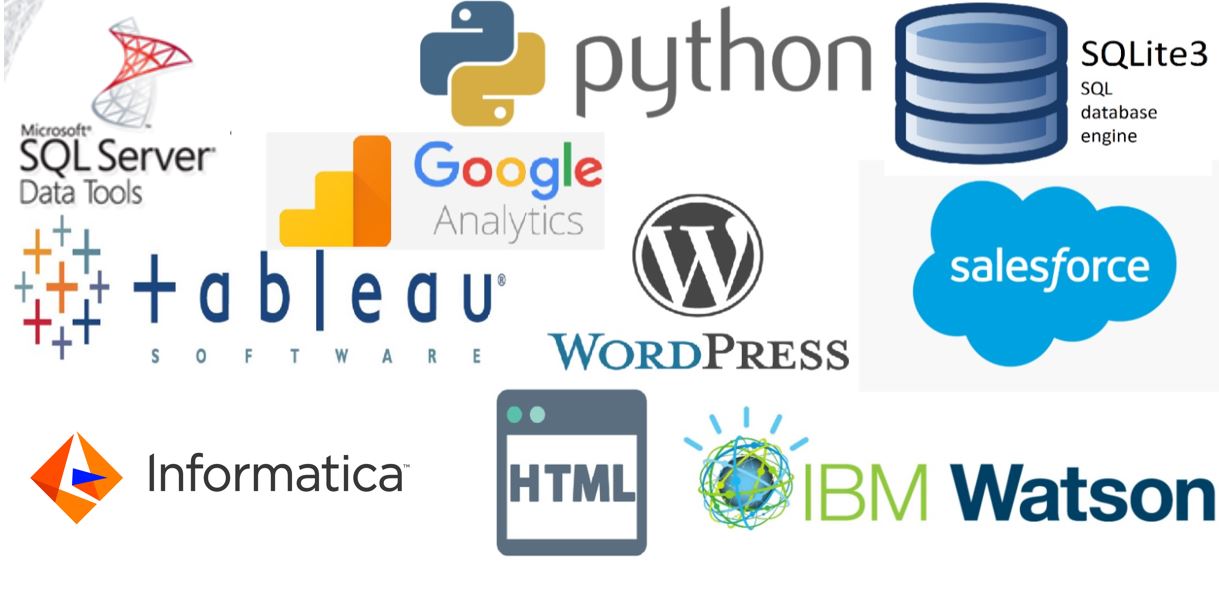 Microsoft®
SQL Server®
Data Tools
python
SQLite3
SQL
database
engine
Google
Analytics
salesforce
tableau®
SOFTWARE
W
WORDPRESS
Informatica™
HTML
IBM Watson